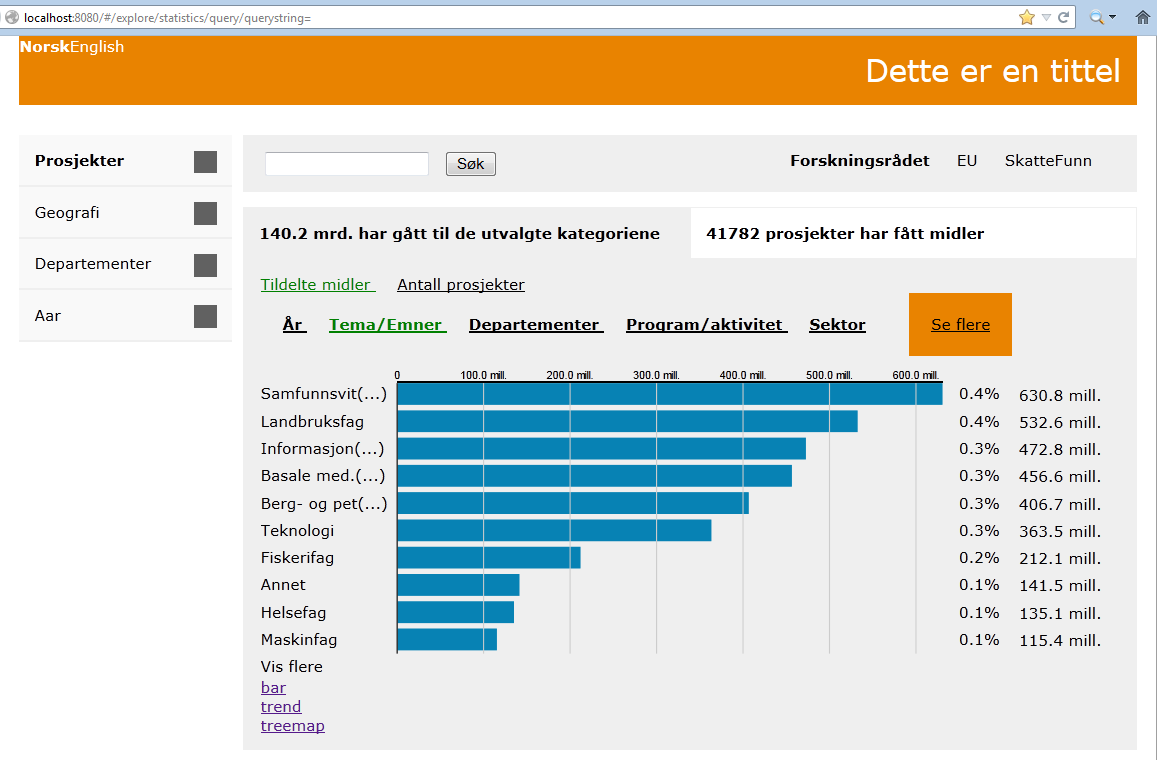 localhost:8080/#/explore/statistics/query/querystring=
NorskEnglish
Dette er en tittel
Prosjekter
Geografi
Departementer
Aar
Søk
Forskningsrådet EU SkatteFunn
140.2 mrd. har gått til de utvalgte kategoriene
41782 prosjekter har fått midler
Tildelte midler Antall prosjekter
År Tema/Emner Departementer Program/aktivitet Sektor Se flere
0 100.0 mill. 200.0 mill. 300.0 mill. 400.0 mill. 500.0 mill. 600.0 mill.
Samfunnsvit(...) 0.4% 630.8 mill.
Landbruksfag 0.4% 532.6 mill.
Informasjon(...) 0.3% 472.8 mill.
Basale med.(...) 0.3% 456.6 mill.
Berg- og pet(...) 0.3% 406.7 mill.
Teknologi 0.3% 363.5 mill.
Fiskerifag 0.2% 212.1 mill.
Annet 0.1% 141.5 mill.
Helsefag 0.1% 135.1 mill.
Maskinfag 0.1% 115.4 mill.
Vis flere
bar
trend
treemap